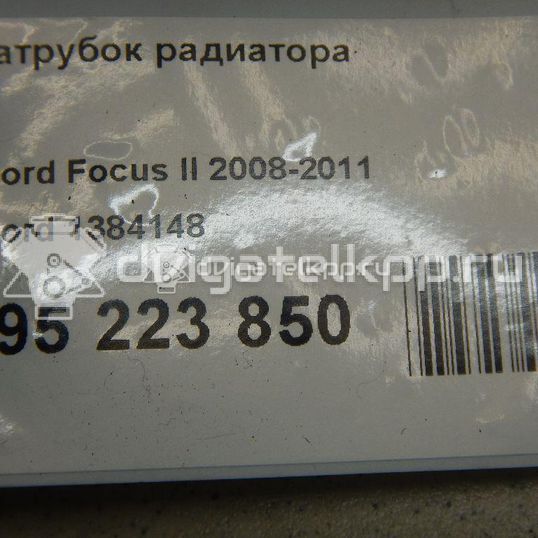 атрубок радиатора
ord Focus II 2008-2011
ord 1384148
dvigatelkpp.ru
95 223 850